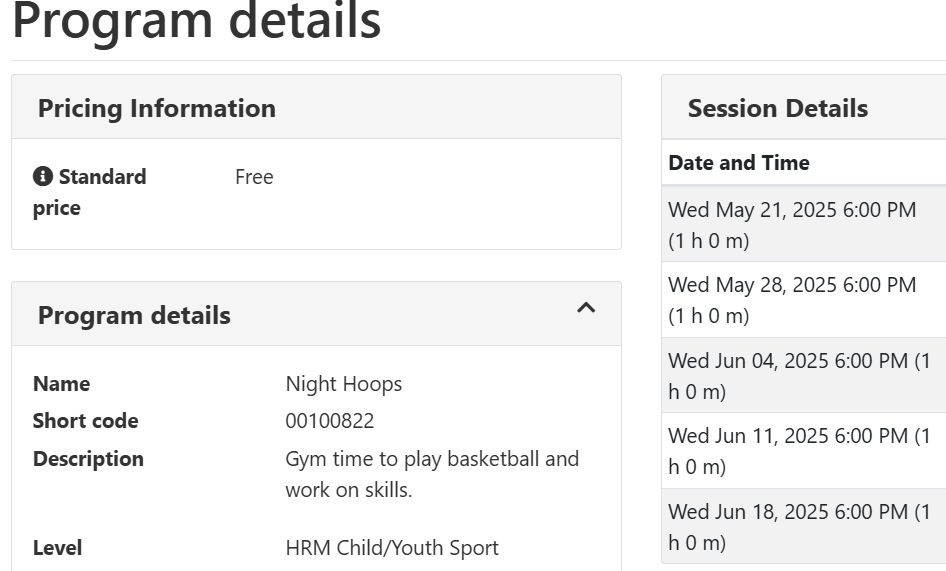 Program details
Pricing Information
Standard
price
Free
Program details
Name
Night Hoops
Short code
00100822
Description
Gym time to play basketball and
work on skills.
Level
HRM Child/Youth Sport
Session Details
Date and Time
Wed May 21, 2025 6:00 PM
(1 h 0 m)
Wed May 28, 2025 6:00 PM
(1 h 0 m)
Wed Jun 04, 2025 6:00 PM (1
h 0 m)
Wed Jun 11, 2025 6:00 PM (1
h 0 m)
Wed Jun 18, 2025 6:00 PM (1
h 0 m)